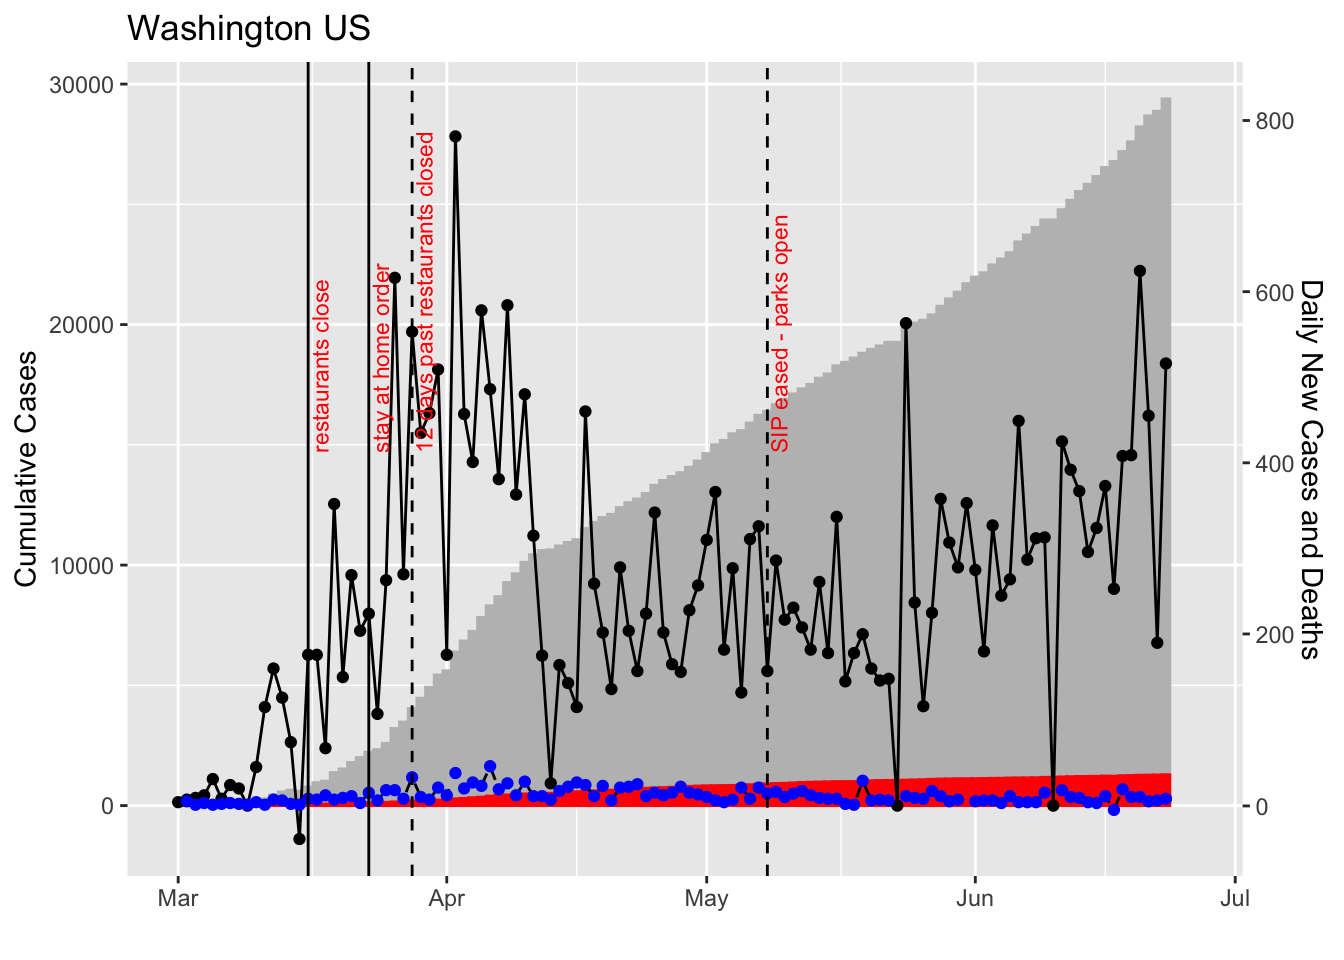 Washington US
30000
20000
10000
0
Cumulative Cases
800
600
400
200
0
Daily New Cases and Deaths
restaurants close
stay at home order
12 days past restaurants closed
SIP eased - parks open
Mar
Apr
May
Jun
Jul